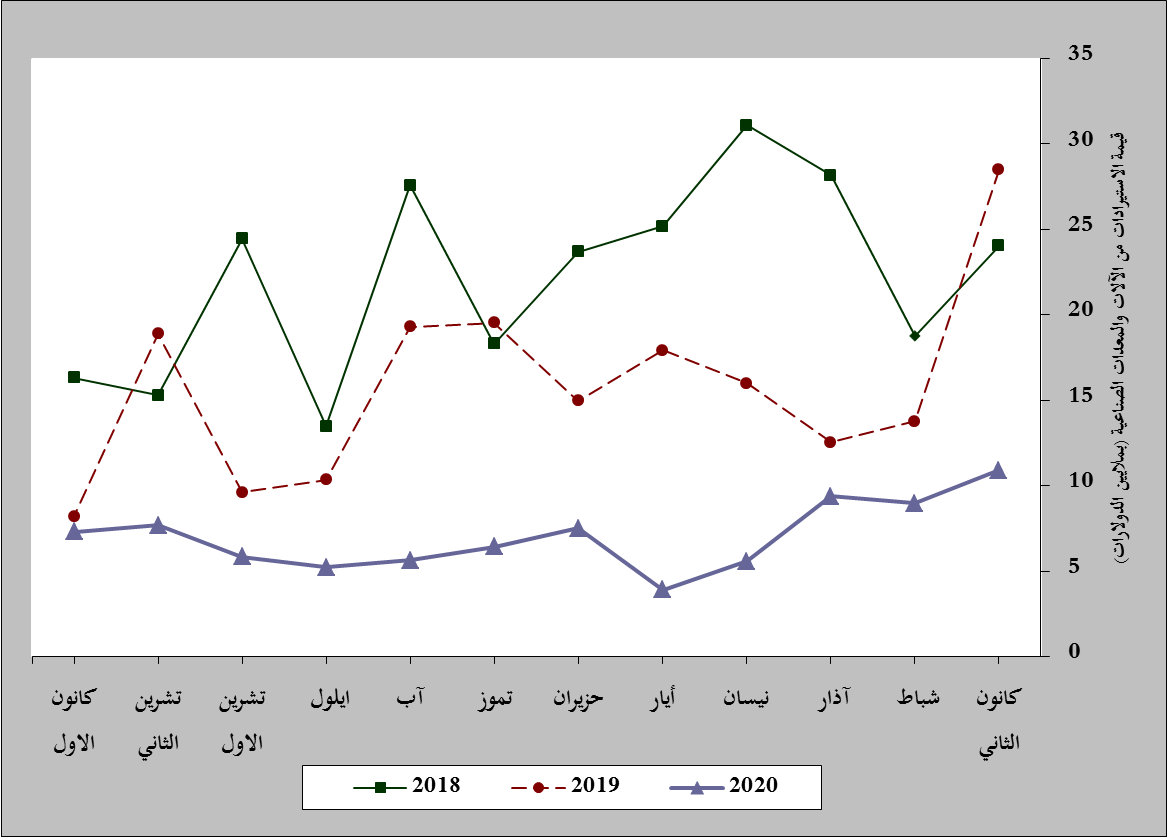 35
30
25
20
15
10
5
0
قيمة الاستيرادات من الآلات والمعدات الصناعية (بملايين الدولارات)
كانون الثاني
شباط
آذار
نيسان
أيار
حزيران
تموز
آب
ايلول
تشرين الاول
تشرين الثاني
كانون الاول
2018
2019
2020